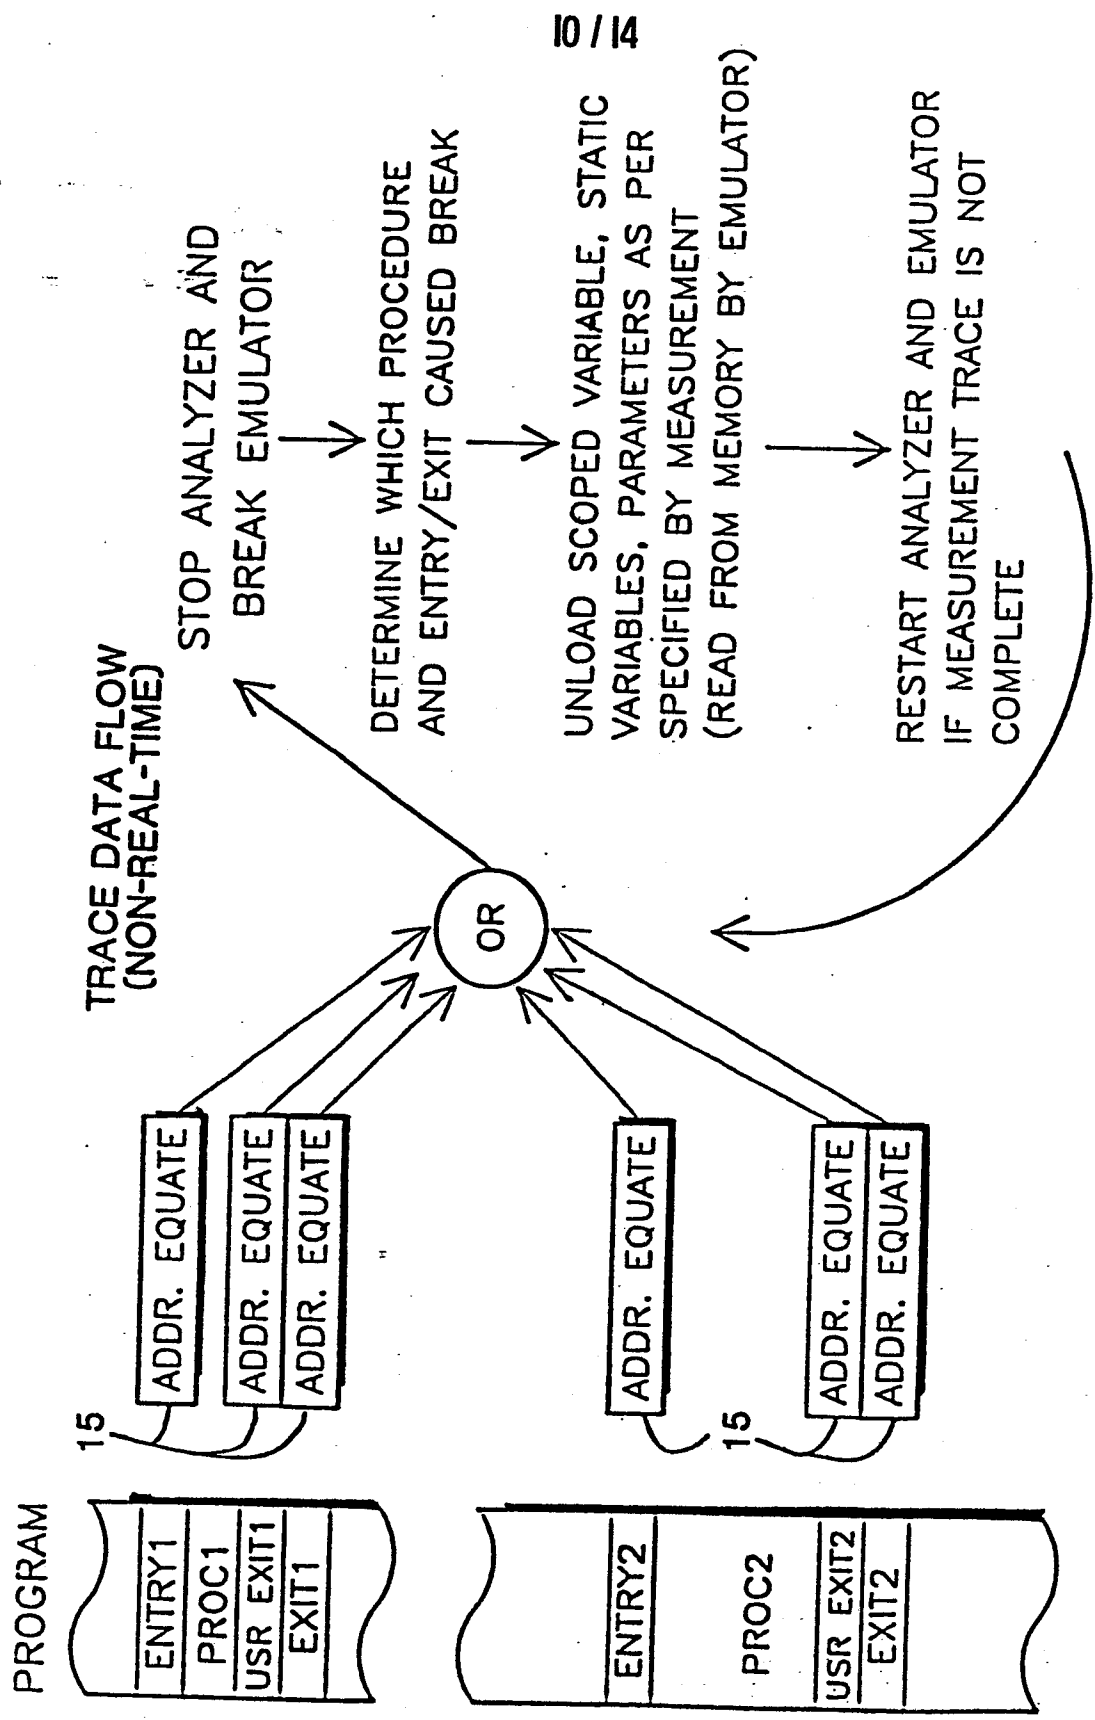 10 / 14
TRACE DATA FLOW
(NON-REAL-TIME)
PROGRAM
ENTRY1
PROC1
USR EXIT1
EXIT1
ENTRY2
PROC2
USR EXIT2
EXIT2
15
ADDR. EQUATE
ADDR. EQUATE
ADDR. EQUATE
ADDR. EQUATE
15
ADDR. EQUATE
ADDR. EQUATE
OR
STOP ANALYZER AND
BREAK EMULATOR
DETERMINE WHICH PROCEDURE
AND ENTRY/EXIT CAUSED BREAK
UNLOAD SCOPED VARIABLE, STATIC
VARIABLES, PARAMETERS AS PER
SPECIFIED BY MEASUREMENT
(READ FROM MEMORY BY EMULATOR)
RESTART ANALYZER AND EMULATOR
IF MEASUREMENT TRACE IS NOT
COMPLETE